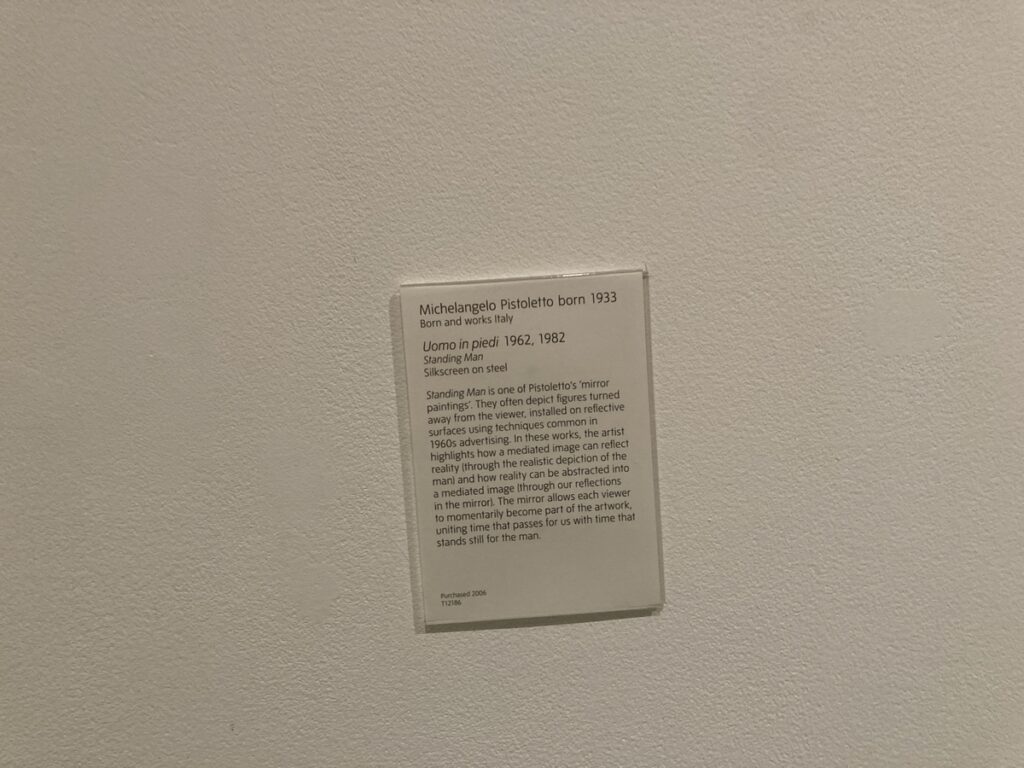 Michelangelo Pistoletto born 1933
Born and works Italy
Uomo in piedi 1962, 1982
Standing Man
Silkscreen on steel
Standing Man is one of Pistoletto's 'mirror
paintings'. They often depict figures turned
away from the viewer, installed on reflective
surfaces using techniques common in
1960s advertising. In these works, the artist
highlights how a mediated image can reflect
reality (through the realistic depiction of the
man) and how reality can be abstracted into
a mediated image (through our reflections
in the mirror). The mirror allows each viewer
to momentarily become part of the artwork,
uniting time that passes for us with time that
stands still for the man.
Purchased 2006
T12186